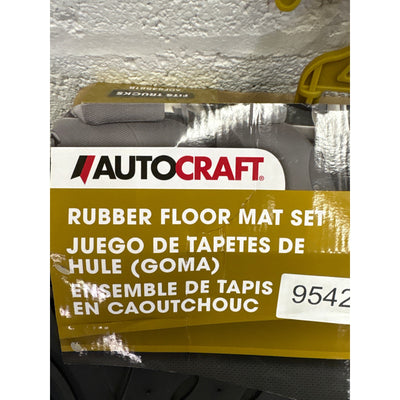 FITS TRUCKS
AUTOCRAFT®
RUBBER FLOOR MAT SET
JUEGO DE TAPETES DE
HULE (GOMA)
ENSEMBLE DE TAPIS
EN CAOUTCHOUC
9542